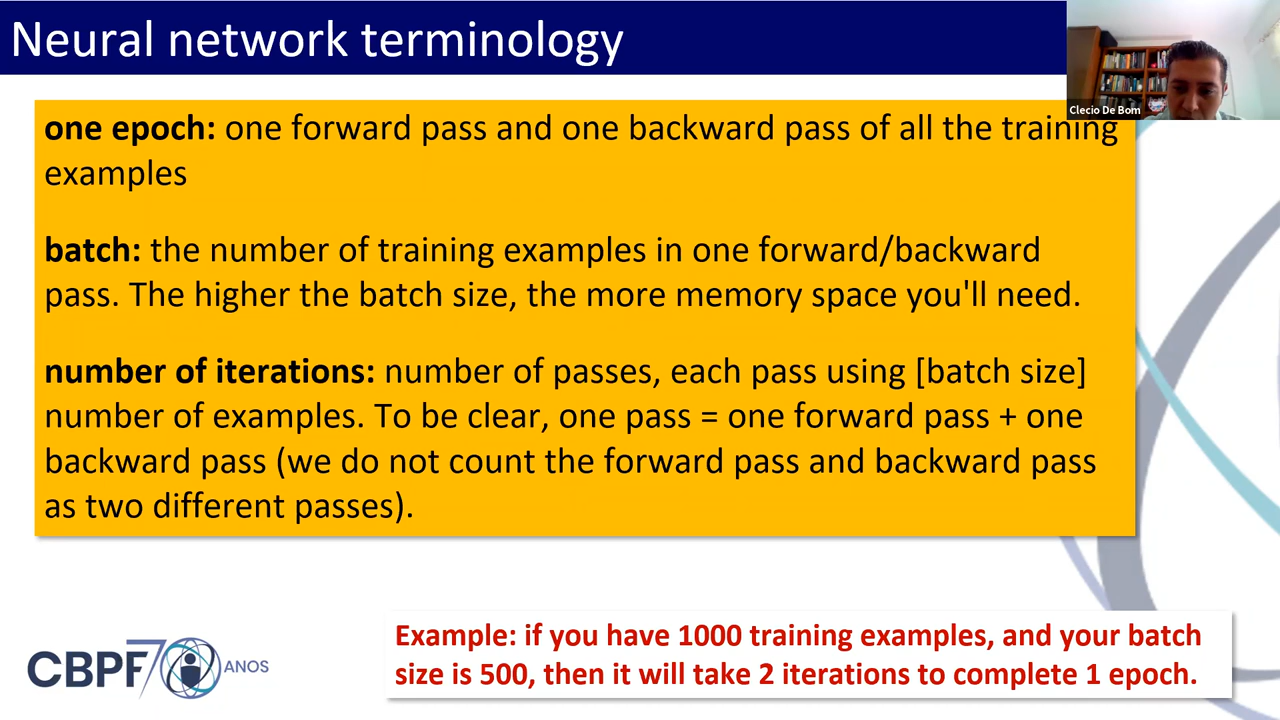 Neural network terminology
Clecio De Bom
one epoch: one forward pass and one backward pass of all the training
examples
batch: the number of training examples in one forward/backward
pass. The higher the batch size, the more memory space you'll need.
number of iterations: number of passes, each pass using [batch size]
number of examples. To be clear, one pass = one forward pass + one
backward pass (we do not count the forward pass and backward pass
as two different passes).
Example: if you have 1000 training examples, and your batch
size is 500, then it will take 2 iterations to complete 1 epoch.
CBPF 70 ANOS